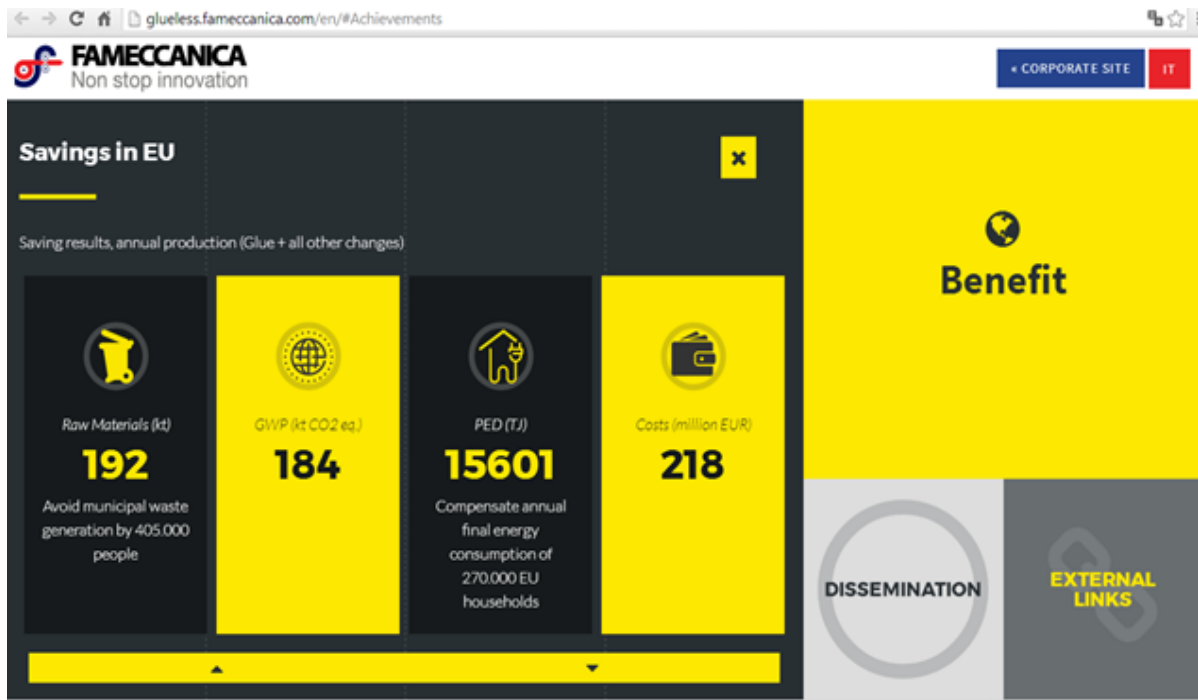 glueless.fameccanica.com/en/#Achievements
FAMECCANICA
Non stop innovation
« CORPORATE SITE
IT
Savings in EU
Saving results, annual production (Glue + all other changes)
Raw Materials (kt)
192
Avoid municipal waste
generation by 405.000
people
GWP (kt CO2 eq.)
184
PED (TJ)
15601
Compensate annual
final energy
consumption of
270.000 EU
households
Costs (million EUR)
218
Benefit
DISSEMINATION
EXTERNAL
LINKS